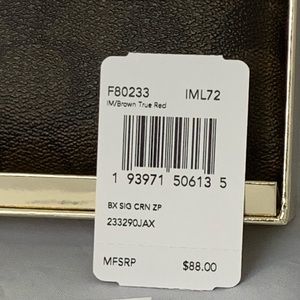 F80233 IML72
IM/Brown True Red
1 93971 50613 5
BX SIG CRN ZP
233290JAX
MFSRP $88.00